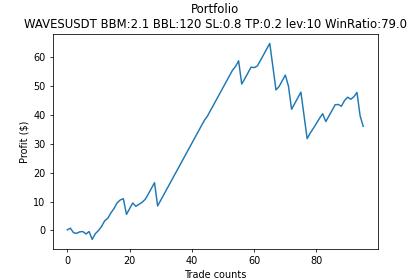 Portfolio
WAVESUSDT BBM:2.1 BBL:120 SL:0.8 TP:0.2 lev:10 WinRatio:79.0
Profit ($)
60
50
40
30
20
10
0
0 20 40 60 80
Trade counts